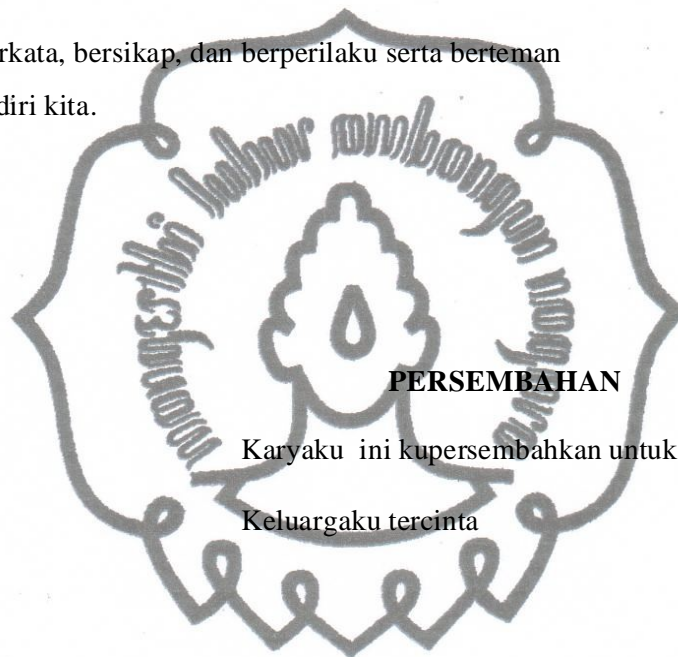 rkata, bersikap, dan berperilaku serta berteman
diri kita.
PERSEMBAHAN
Karyaku ini kupersembahkan untuk
Keluargaku tercinta